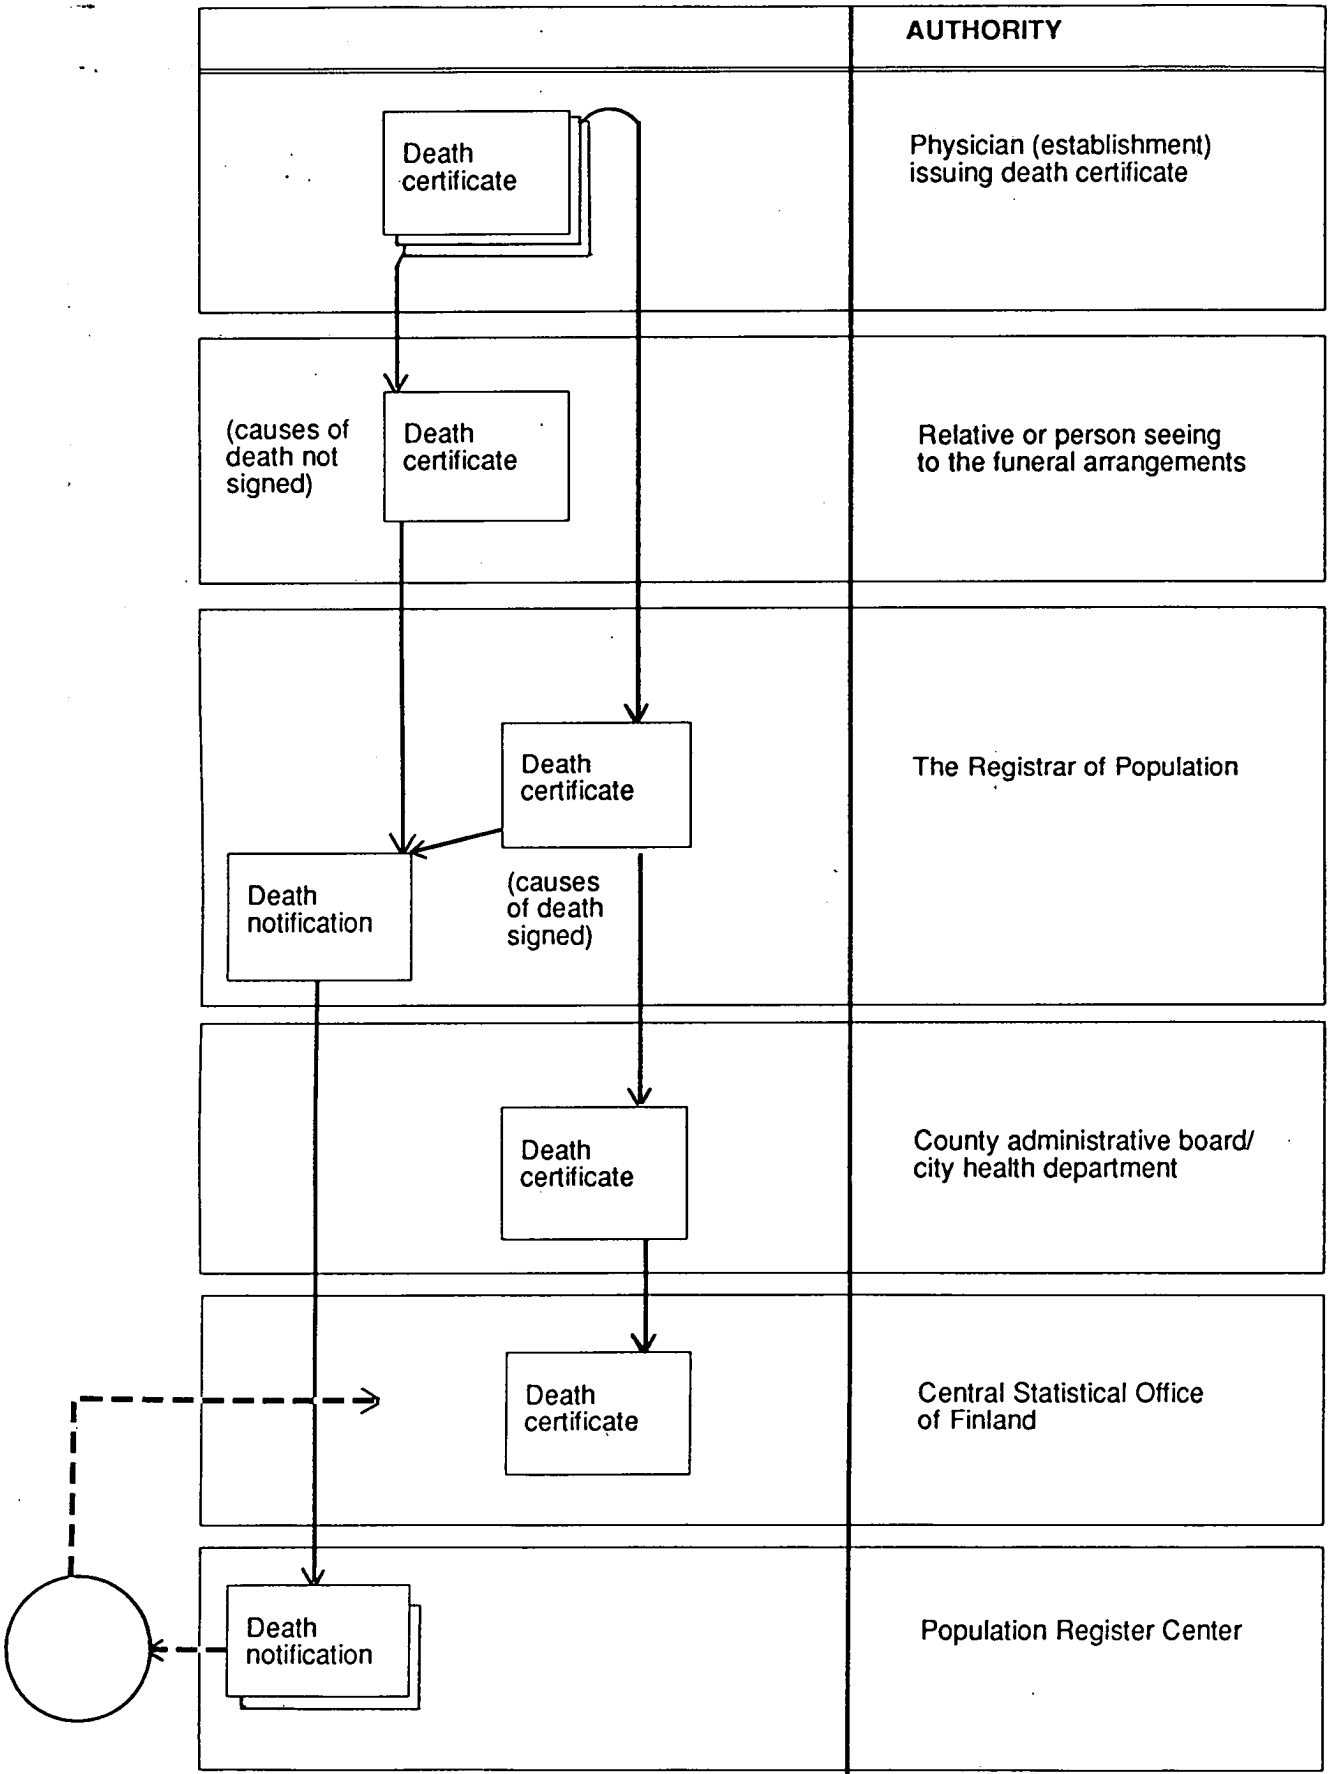 AUTHORITY
Death
certificate
Physician (establishment)
issuing death certificate
(causes of
death not
signed)
Death
certificate
Relative or person seeing
to the funeral arrangements
Death
certificate
The Registrar of Population
Death
notification
(causes
of death
signed)
Death
certificate
County administrative board/
city health department
Death
certificate
Central Statistical Office
of Finland
Death
notification
Population Register Center